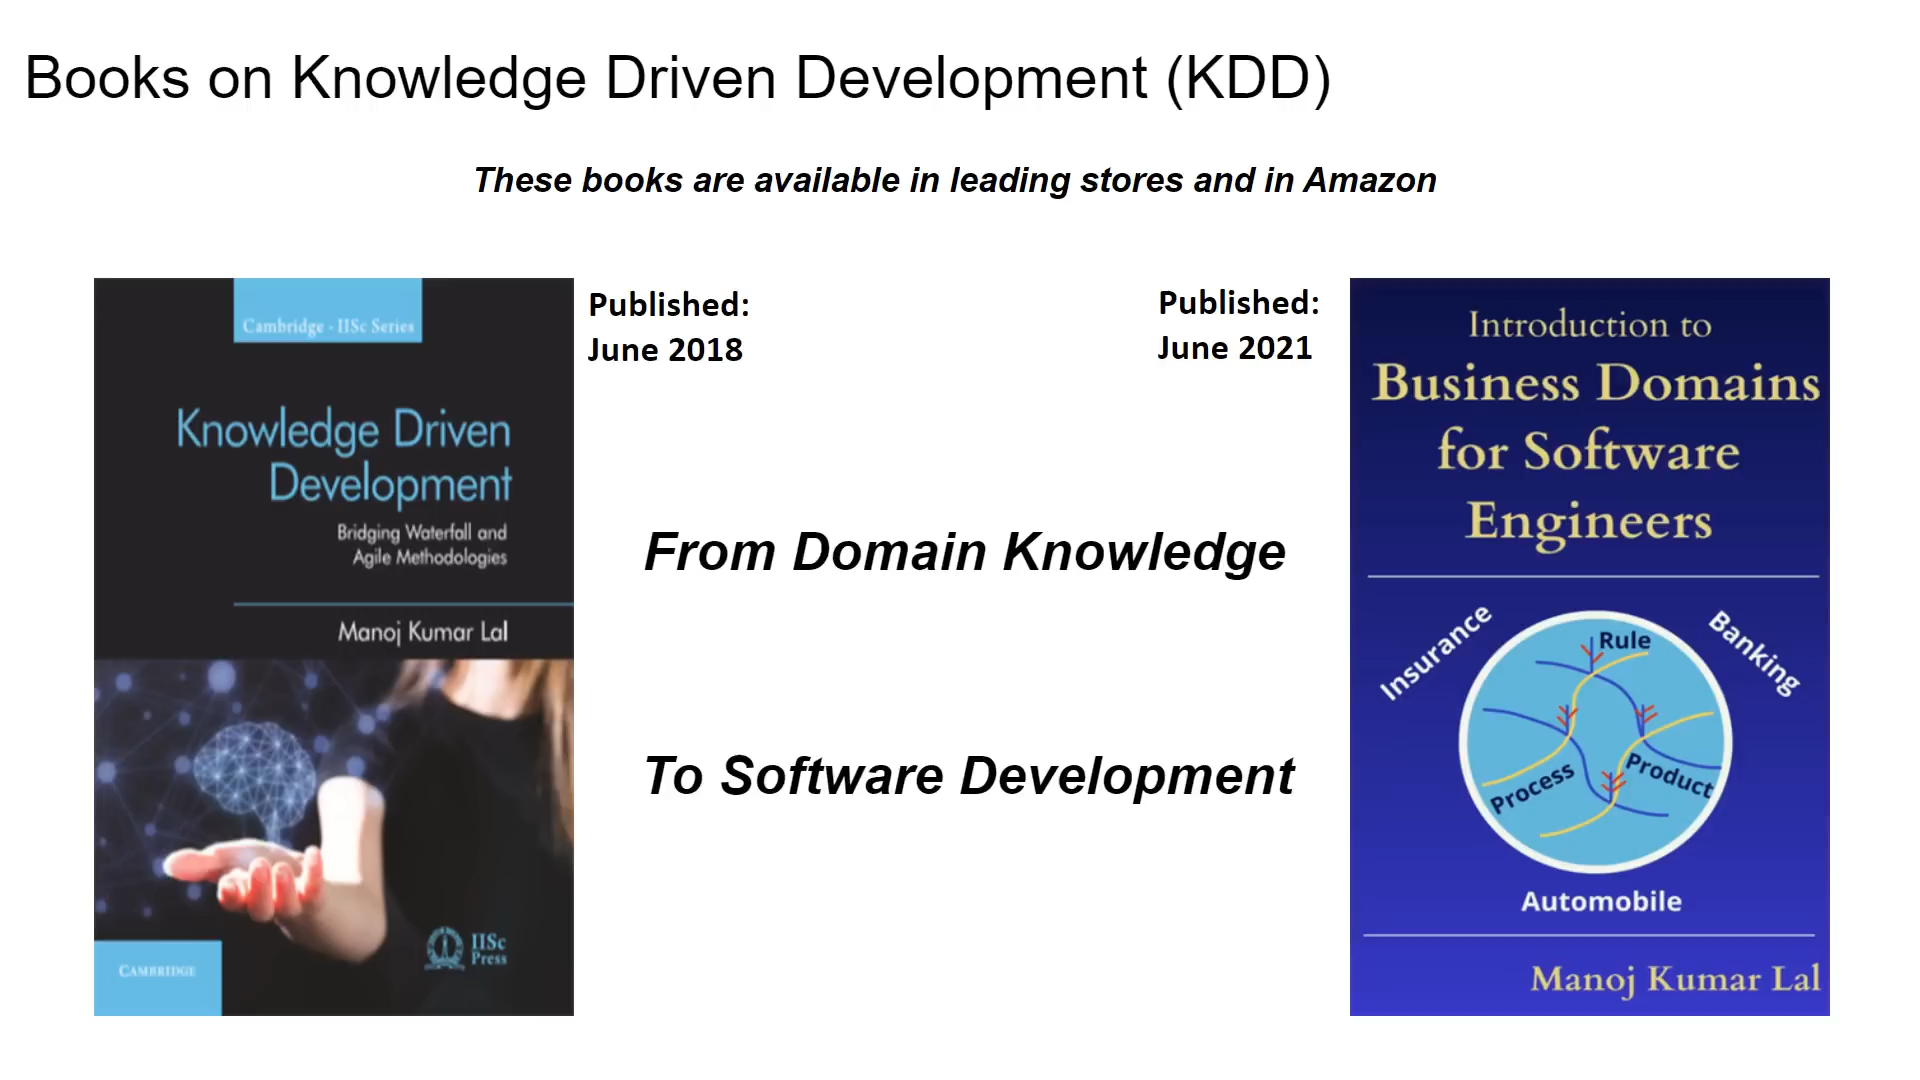 Books on Knowledge Driven Development (KDD)
These books are available in leading stores and in Amazon
Cambridge - IISc Series
Knowledge Driven
Development
Bridging Waterfall and
Agile Methodologies
Manoj Kumar Lal
IISc
Press
CAMBRIDGE
Published:
June 2018
From Domain Knowledge
To Software Development
Published:
June 2021
Introduction to
Business Domains
for Software
Engineers
Insurance
Banking
Rule
Process
Product
Automobile
Manoj Kumar Lal